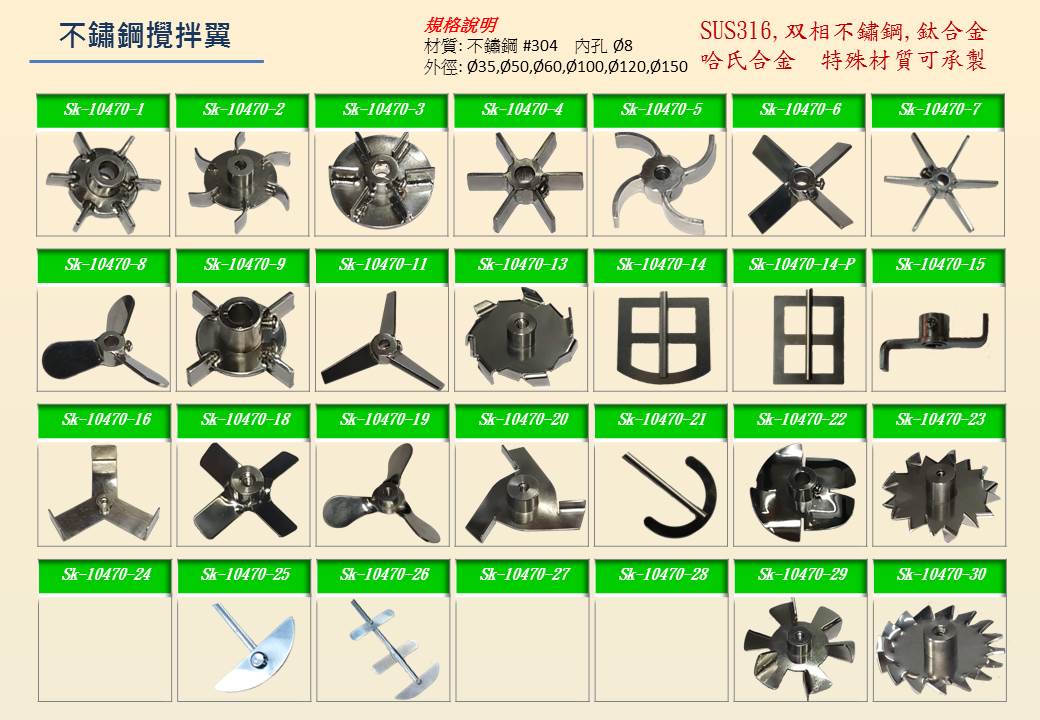 不鏽鋼攪拌翼
規格說明
材質: 不鏽鋼 #304 內孔 Ø8
外徑: Ø35,Ø50,Ø60,Ø100,Ø120,Ø150
SUS316,双相不鏽鋼,鈦合金
哈氏合金 特殊材質可承製
Sk-10470-1 Sk-10470-2 Sk-10470-3 Sk-10470-4 Sk-10470-5 Sk-10470-6 Sk-10470-7
Sk-10470-8 Sk-10470-9 Sk-10470-11 Sk-10470-13 Sk-10470-14 Sk-10470-14-P Sk-10470-15
Sk-10470-16 Sk-10470-18 Sk-10470-19 Sk-10470-20 Sk-10470-21 Sk-10470-22 Sk-10470-23
Sk-10470-24 Sk-10470-25 Sk-10470-26 Sk-10470-27 Sk-10470-28 Sk-10470-29 Sk-10470-30